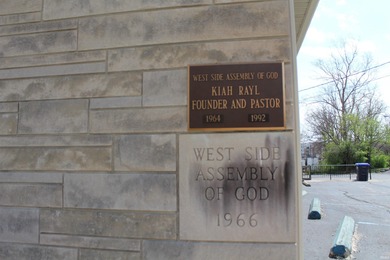 WEST SIDE ASSEMBLY OF GOD
KIAH RAYL
FOUNDER AND PASTOR
1964 1992
WEST SIDE
ASSEMBLY
OF GOD
1966